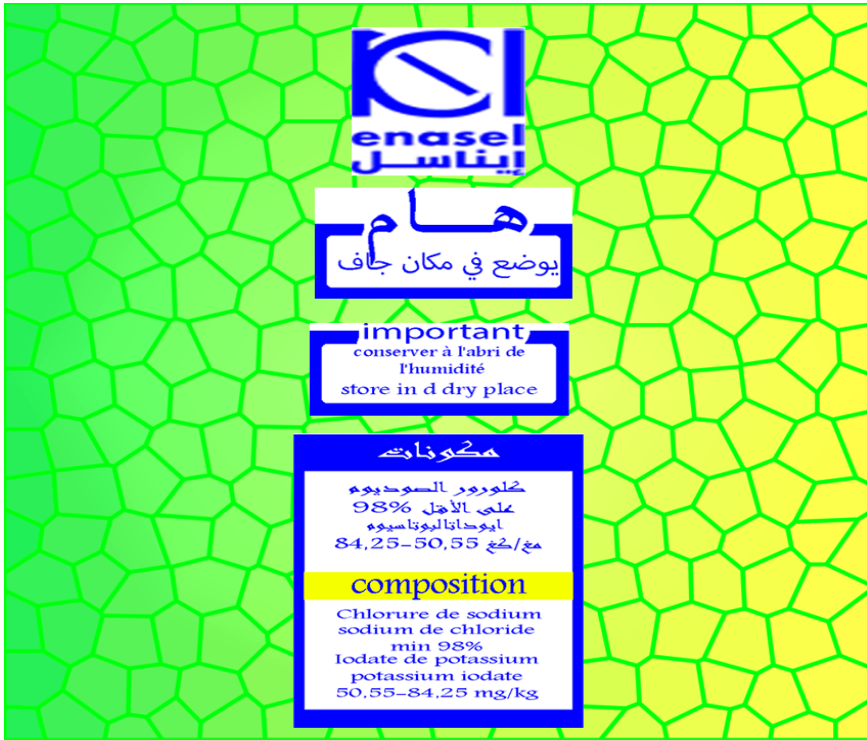 enasel
إيناسل
هام
يوضع في مكان جاف
important
conserver à l'abri de
l'humidité
store in d dry place
مكونات
كلورور الصوديوم
على الأقل 98%
ايوداتالبوتاسيوم
84,25-50,55 مغ/كغ
composition
Chlorure de sodium
sodium de chloride
min 98%
Iodate de potassium
potassium iodate
50,55-84,25 mg/kg